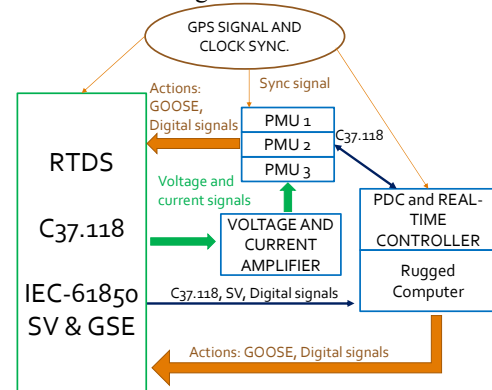 GPS SIGNAL AND
CLOCK SYNC.
Sync signal
Actions:
GOOSE,
Digital signals
PMU 1
PMU 2
PMU 3
C37.118
RTDS
C37.118
IEC-61850
SV & GSE
Voltage and
current signals
VOLTAGE AND
CURRENT
AMPLIFIER
PDC and REAL-
TIME
CONTROLLER
Rugged
Computer
C37.118, SV, Digital signals
Actions: GOOSE, Digital signals